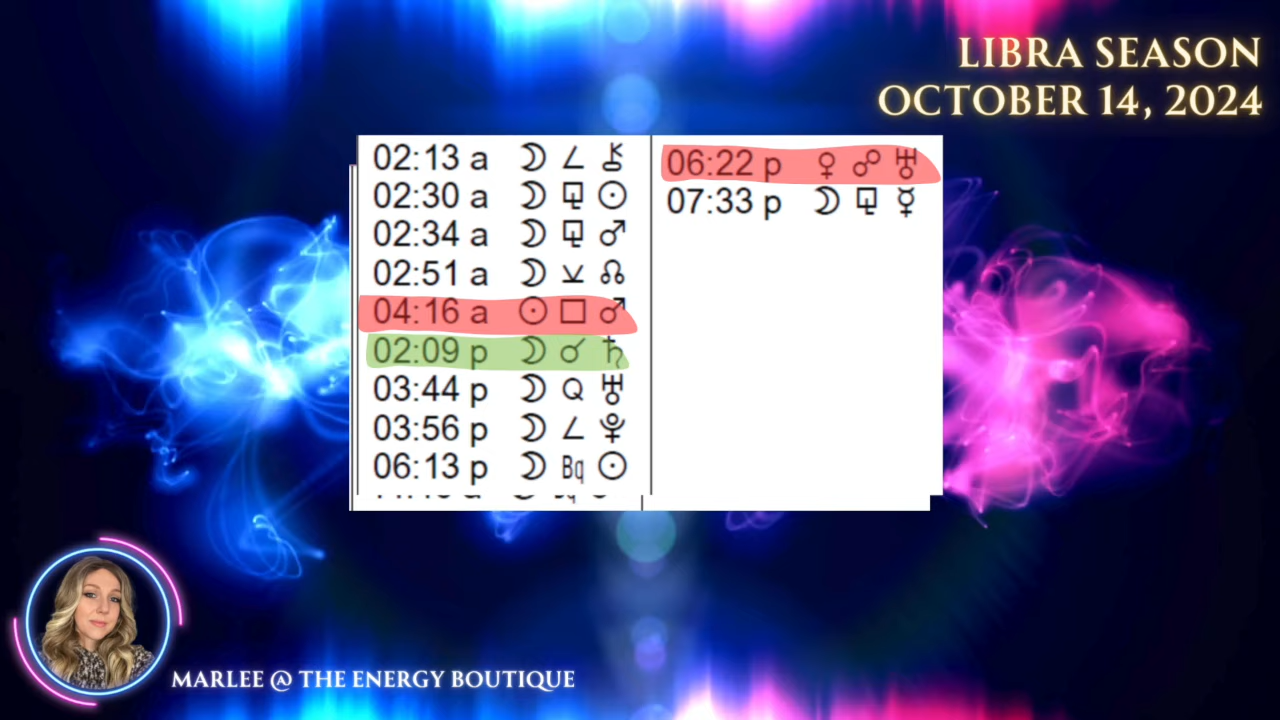 LIBRA SEASON
OCTOBER 14, 2024
02:13 a ☽ ∠ ⚷
02:30 a ☽ ⚼ ☉
02:34 a ☽ ⚼ ♂
02:51 a ☽ ⚺ ☊
04:16 a ☉ □ ♂
02:09 p ☽ ☌ ♄
03:44 p ☽ Q ♅
03:56 p ☽ ∠ ♇
06:13 p ☽ Bq ☉
06:22 p ♀ ☍ ♅
07:33 p ☽ ⚼ ☿
MARLEE @ THE ENERGY BOUTIQUE